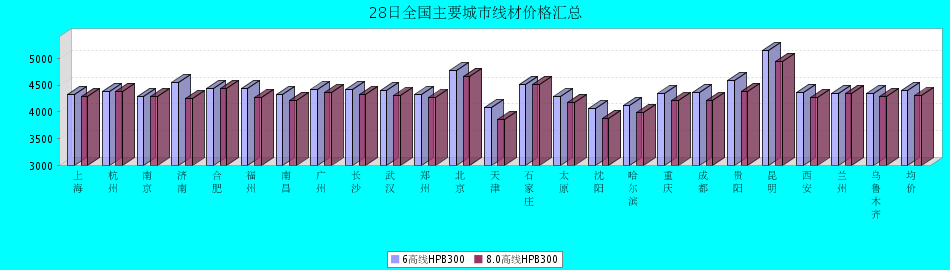 28日全国主要城市线材价格汇总
5000
4500
4000
3500
3000
上海
杭州
南京
济南
合肥
福州
南昌
广州
长沙
武汉
郑州
北京
天津
石家庄
太原
沈阳
哈尔滨
重庆
成都
贵阳
昆明
西安
兰州
乌鲁木齐
均价
6高线HPB300
8.0高线HPB300